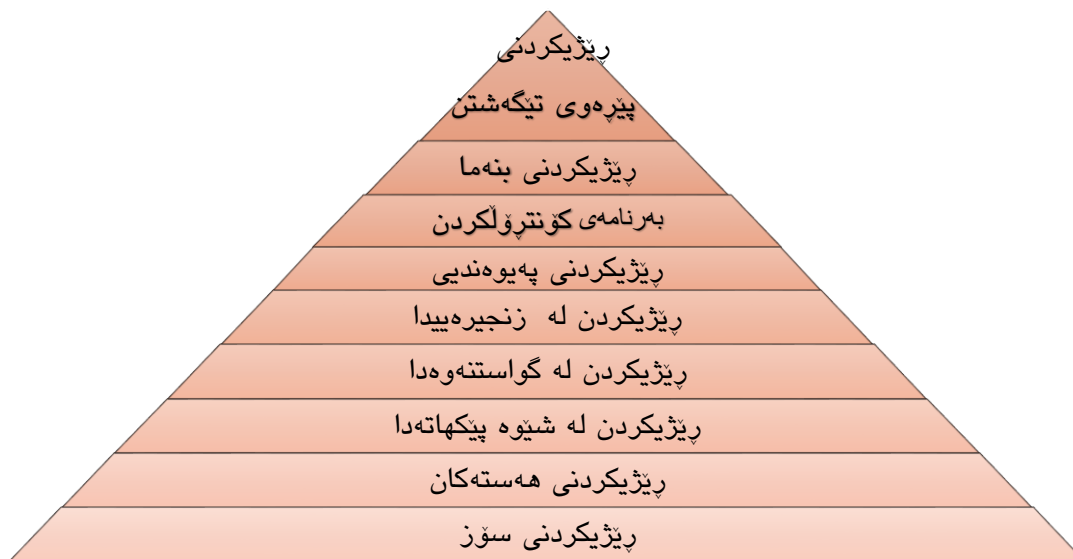 ڕێژیکردنی
پێڕەوی تێگەشتن
ڕێژیکردنی بنەما
بەرنامەی کۆنترۆڵکردن
ڕێژیکردنی پەیوەندیی
ڕێژیکردن لە زنجیرەییدا
ڕێژیکردن لە گواستنەوەدا
ڕێژیکردن لە شێوە پێکهاتەدا
ڕێژیکردنی هەستەکان
ڕێژیکردنی سۆز